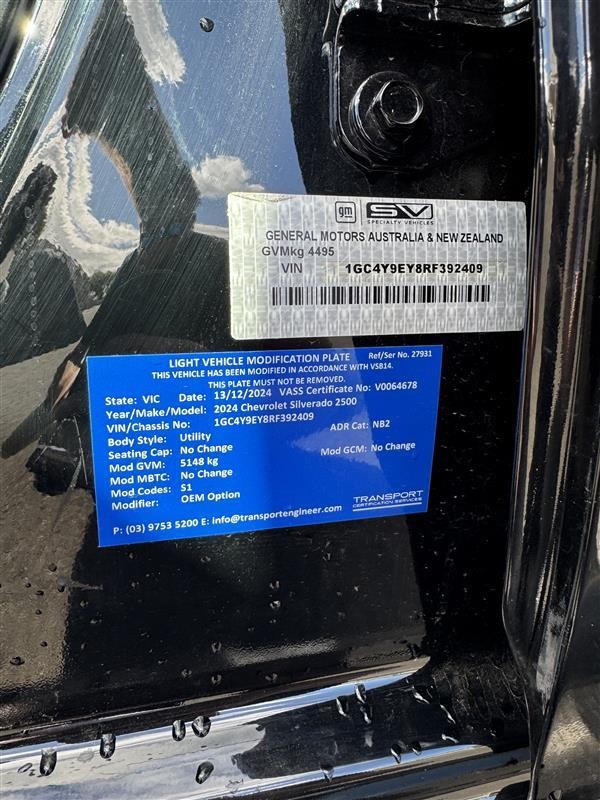 gm SV
SPECIALTY VEHICLES
GENERAL MOTORS AUSTRALIA & NEW ZEALAND
GVMkg 4495
VIN 1GC4Y9EY8RF392409
LIGHT VEHICLE MODIFICATION PLATE Ref/Ser No. 27931
THIS VEHICLE HAS BEEN MODIFIED IN ACCORDANCE WITH VSB14.
THIS PLATE MUST NOT BE REMOVED.
State: VIC Date: 13/12/2024 VASS Certificate No: V0064678
Year/Make/Model: 2024 Chevrolet Silverado 2500
VIN/Chassis No: 1GC4Y9EY8RF392409
Body Style: Utility ADR Cat: NB2
Seating Cap: No Change
Mod GVM: 5148 kg Mod GCM: No Change
Mod MBTC: No Change
Mod Codes: S1
Modifier: OEM Option
TRANSPORT
CERTIFICATION SERVICES
P: (03) 9753 5200 E: info@transportengineer.com